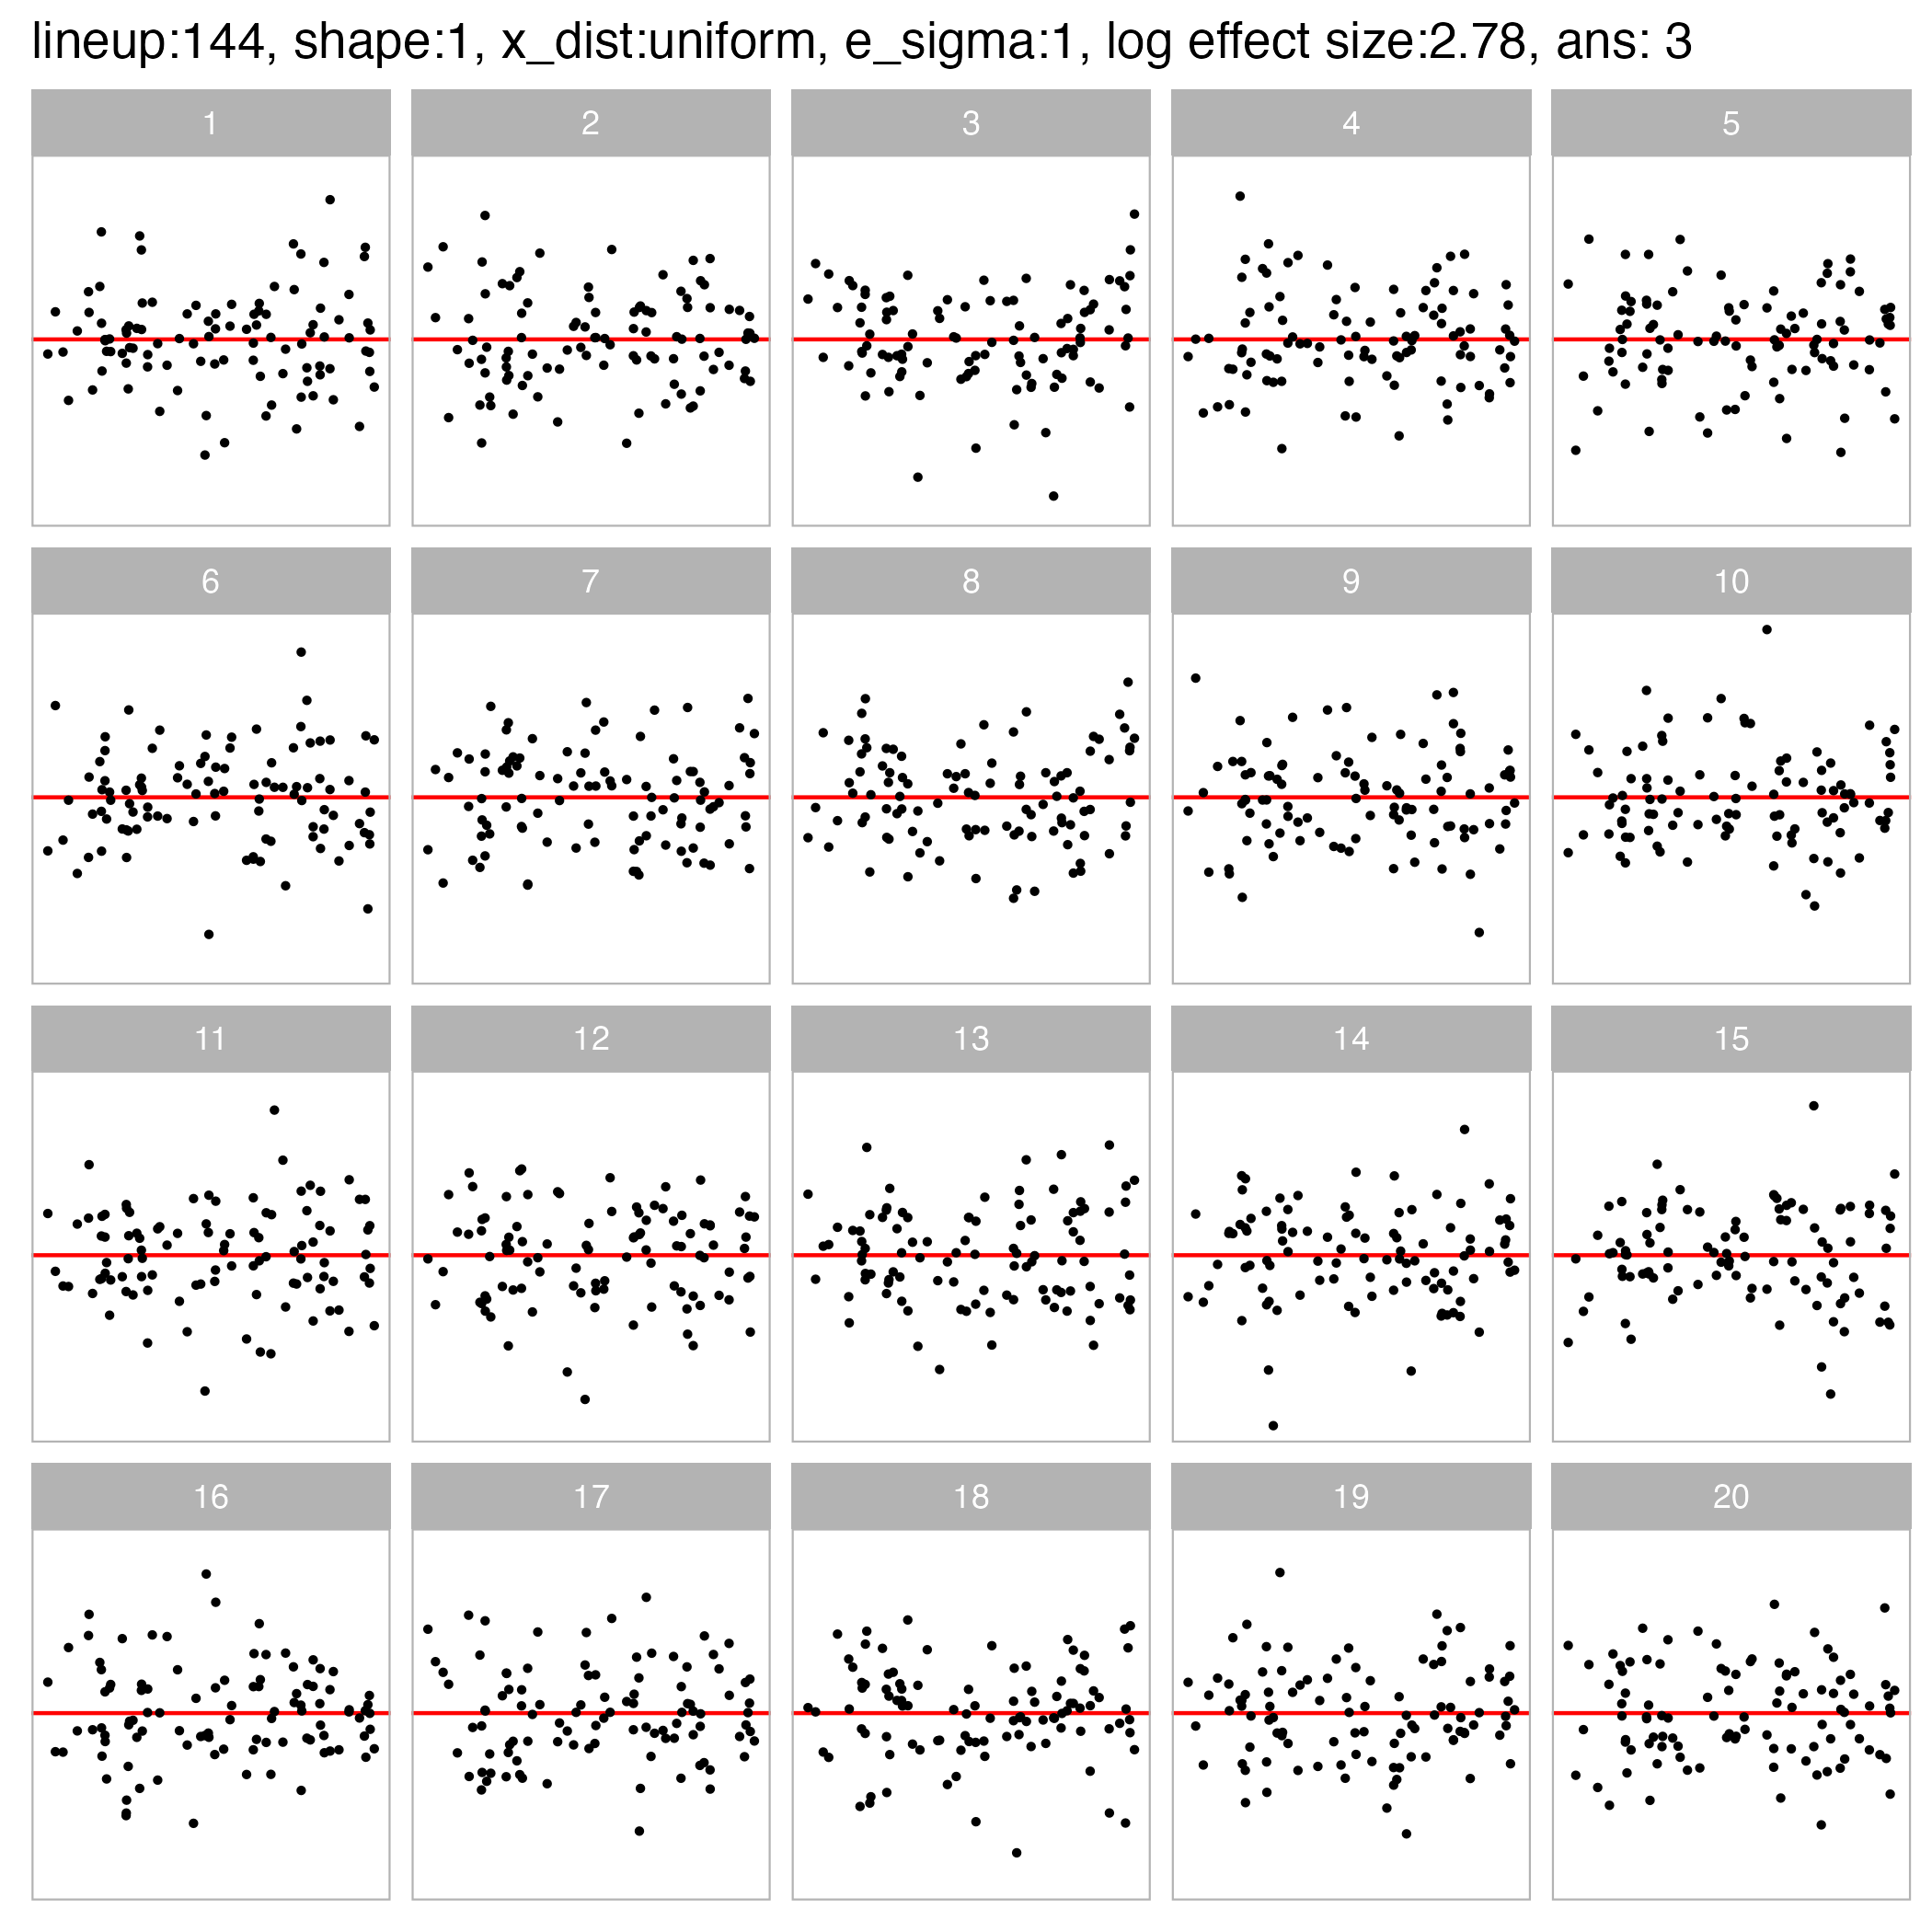 lineup:144, shape:1, x_dist:uniform, e_sigma:1, log effect size:2.78, ans: 3
1 2 3 4 5
6 7 8 9 10
11 12 13 14 15
16 17 18 19 20